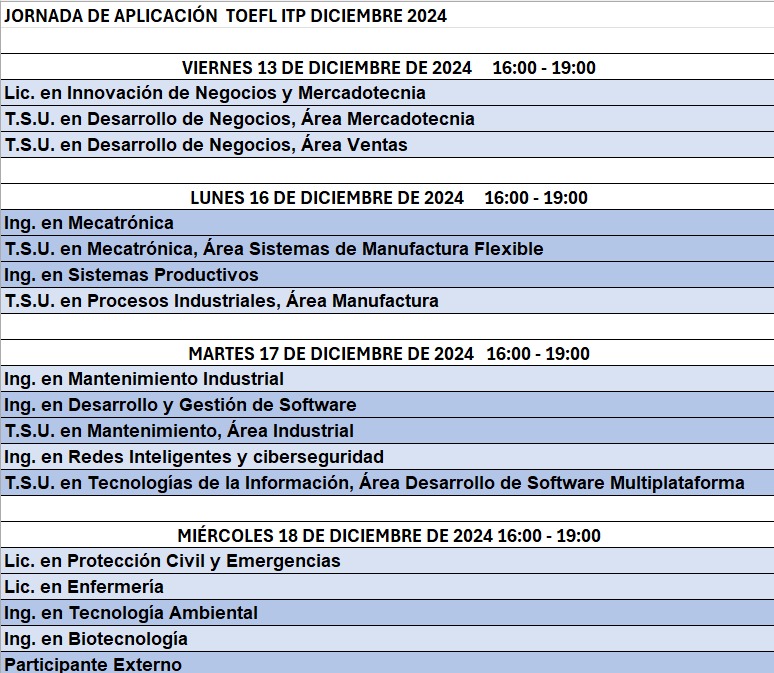 JORNADA DE APLICACIÓN TOEFL ITP DICIEMBRE 2024
VIERNES 13 DE DICIEMBRE DE 2024 16:00 - 19:00
Lic. en Innovación de Negocios y Mercadotecnia
T.S.U. en Desarrollo de Negocios, Área Mercadotecnia
T.S.U. en Desarrollo de Negocios, Área Ventas
LUNES 16 DE DICIEMBRE DE 2024 16:00 - 19:00
Ing. en Mecatrónica
T.S.U. en Mecatrónica, Área Sistemas de Manufactura Flexible
Ing. en Sistemas Productivos
T.S.U. en Procesos Industriales, Área Manufactura
MARTES 17 DE DICIEMBRE DE 2024 16:00 - 19:00
Ing. en Mantenimiento Industrial
Ing. en Desarrollo y Gestión de Software
T.S.U. en Mantenimiento, Área Industrial
Ing. en Redes Inteligentes y ciberseguridad
T.S.U. en Tecnologías de la Información, Área Desarrollo de Software Multiplataforma
MIÉRCOLES 18 DE DICIEMBRE DE 2024 16:00 - 19:00
Lic. en Protección Civil y Emergencias
Lic. en Enfermería
Ing. en Tecnología Ambiental
Ing. en Biotecnología
Participante Externo